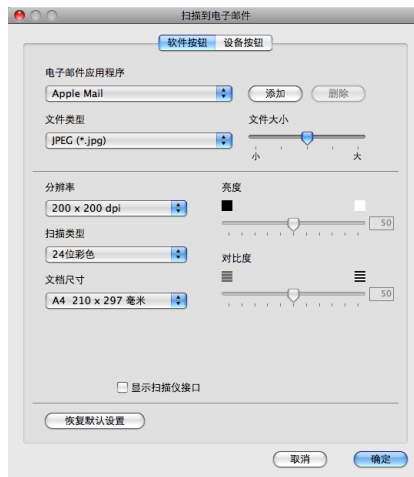 扫描到电子邮件
软件按钮 设备按钮
电子邮件应用程序
Apple Mail 添加 删除
文件类型 文件大小
JPEG (*.jpg)
小 大
分辨率 亮度
200 x 200 dpi
50
扫描类型
24位彩色 对比度
文档尺寸
A4 210 x 297 毫米 50
显示扫描仪接口
恢复默认设置
取消 确定